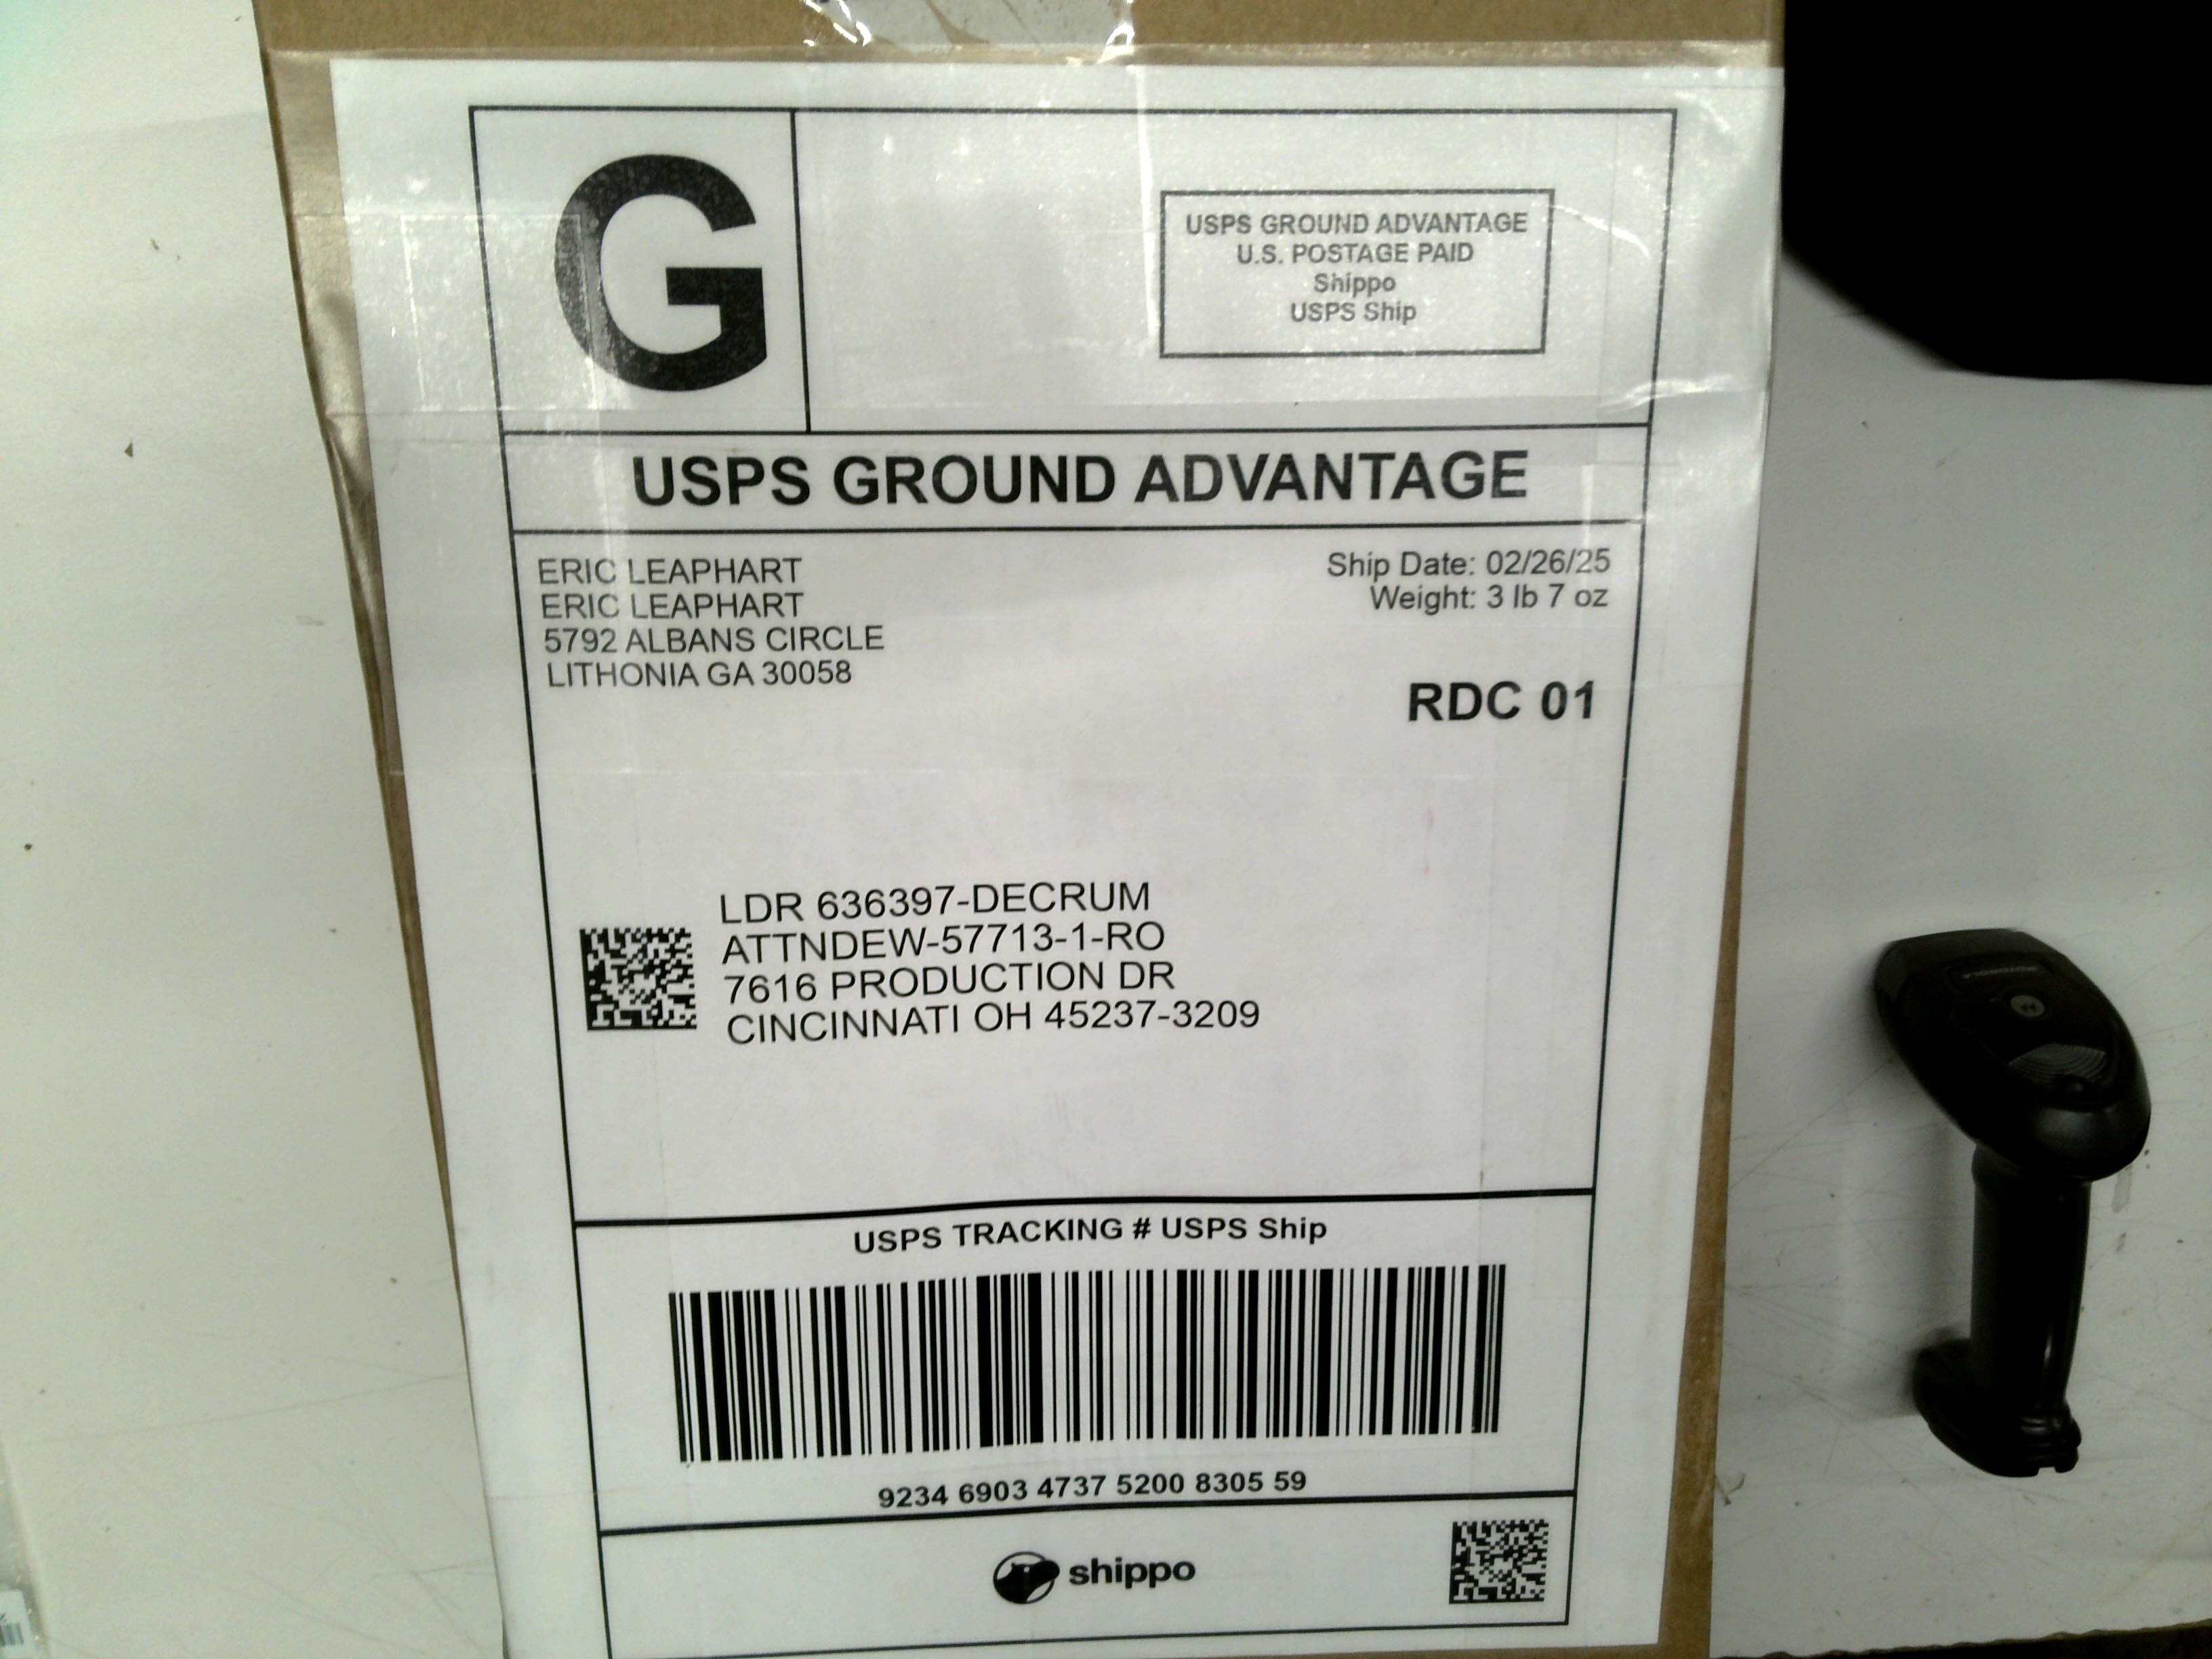 G
USPS GROUND ADVANTAGE
U.S. POSTAGE PAID
Shippo
USPS Ship
USPS GROUND ADVANTAGE
ERIC LEAPHART
ERIC LEAPHART
5792 ALBANS CIRCLE
LITHONIA GA 30058
Ship Date: 02/26/25
Weight: 3 lb 7 oz
RDC 01
LDR 636397-DECRUM
ATTNDEW-57713-1-RO
7616 PRODUCTION DR
CINCINNATI OH 45237-3209
USPS TRACKING # USPS Ship
9234 6903 4737 5200 8305 59
shippo